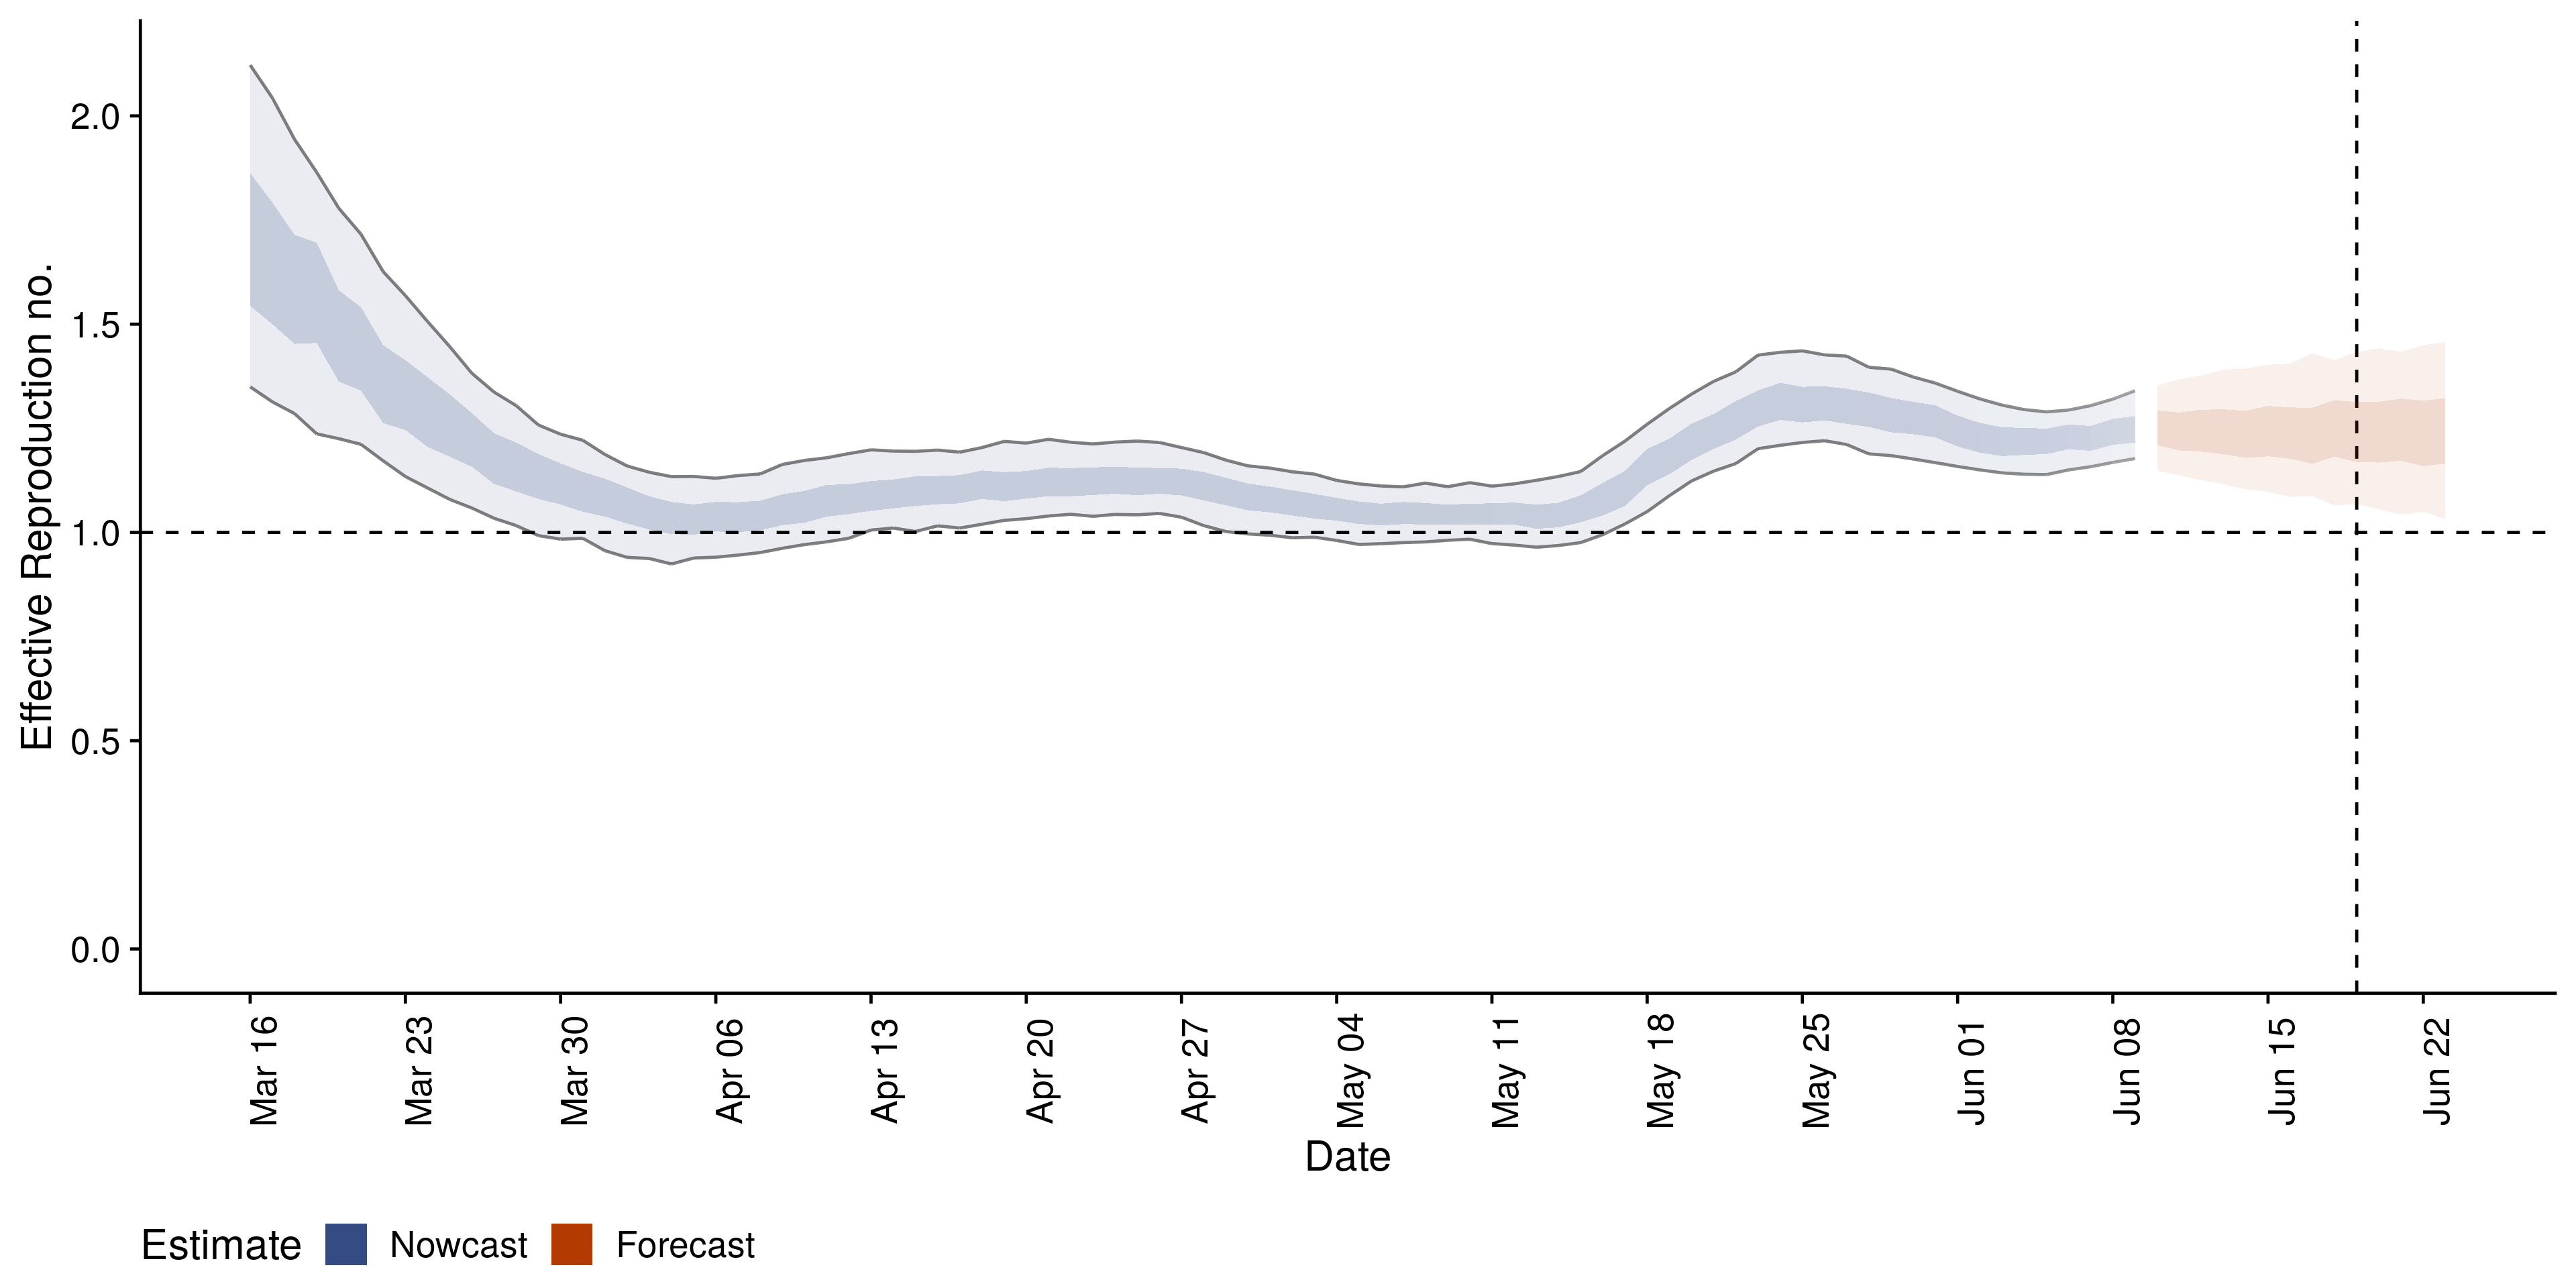 Effective Reproduction no.
2.0
1.5
1.0
0.5
0.0
Mar 16
Mar 23
Mar 30
Apr 06
Apr 13
Apr 20
Apr 27
May 04
May 11
May 18
May 25
Jun 01
Jun 08
Jun 15
Jun 22
Date
Estimate Nowcast Forecast